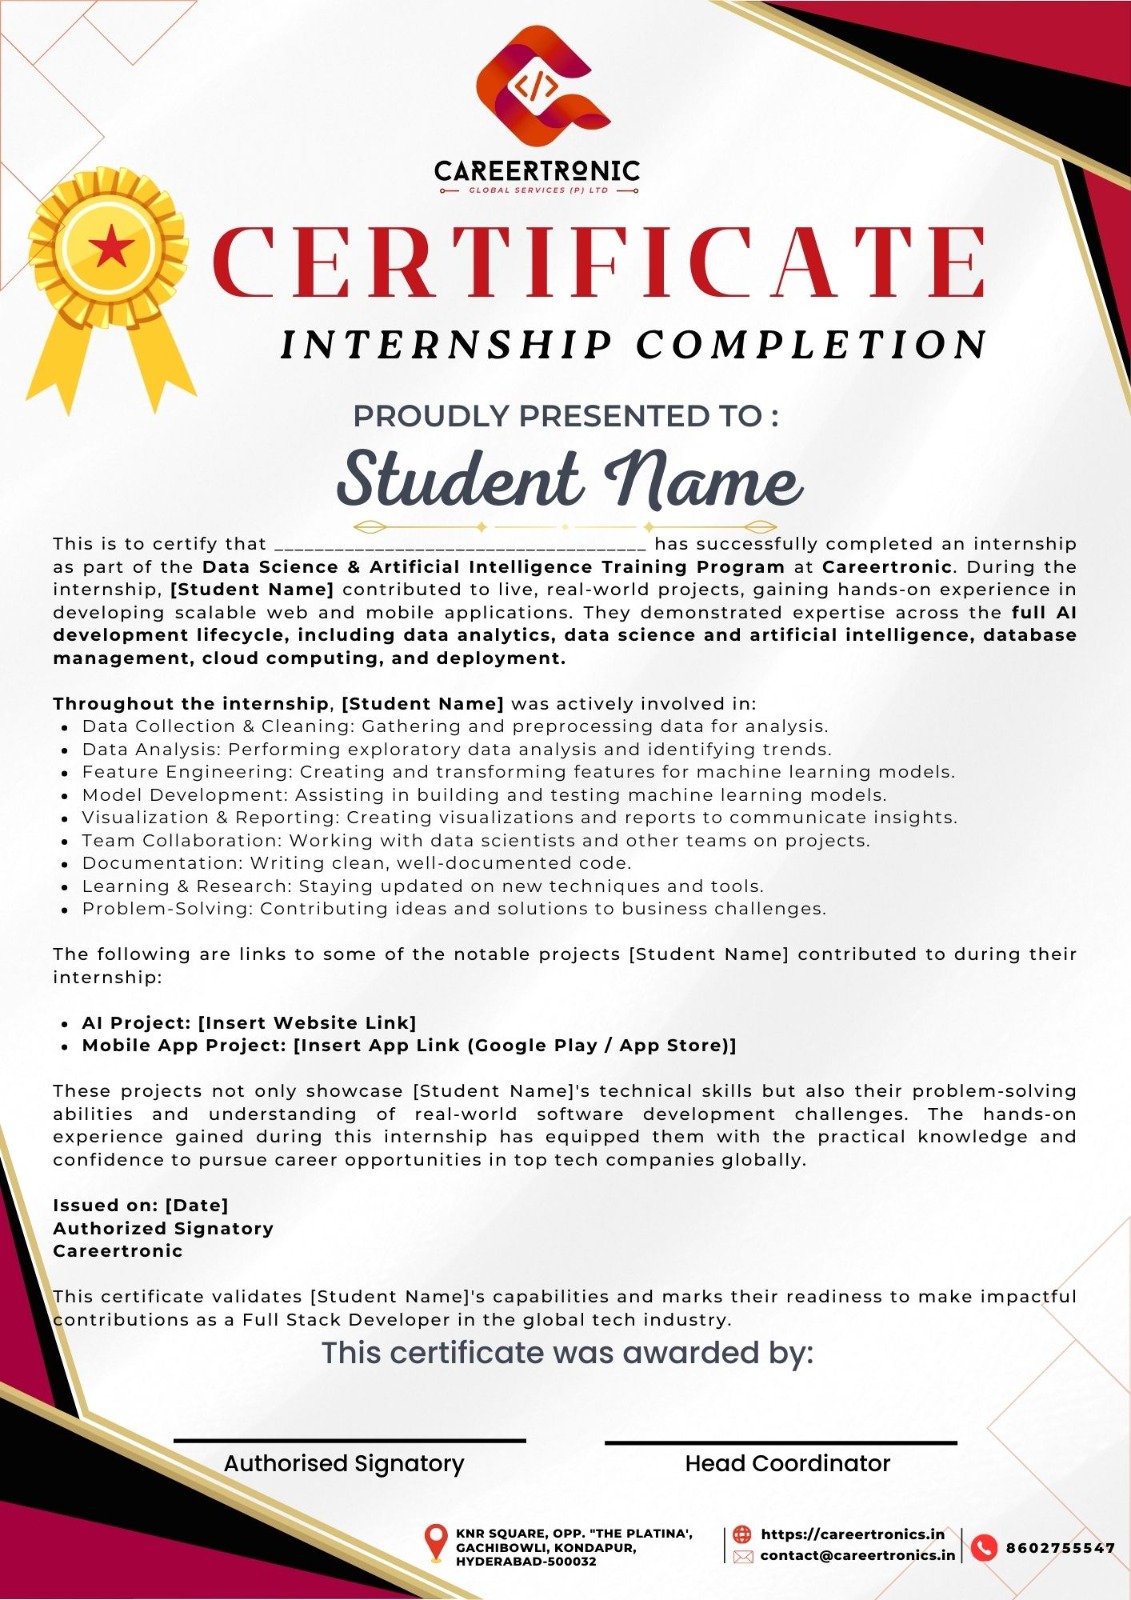 </>
CAREERTRONIC
GLOBAL SERVICES (P) LTD
CERTIFICATE
INTERNSHIP COMPLETION
PROUDLY PRESENTED TO :
Student Name
This is to certify that _____________________________________ has successfully completed an internship
as part of the Data Science & Artificial Intelligence Training Program at Careertronic. During the
internship, [Student Name] contributed to live, real-world projects, gaining hands-on experience in
developing scalable web and mobile applications. They demonstrated expertise across the full AI
development lifecycle, including data analytics, data science and artificial intelligence, database
management, cloud computing, and deployment.
Throughout the internship, [Student Name] was actively involved in:
• Data Collection & Cleaning: Gathering and preprocessing data for analysis.
• Data Analysis: Performing exploratory data analysis and identifying trends.
• Feature Engineering: Creating and transforming features for machine learning models.
• Model Development: Assisting in building and testing machine learning models.
• Visualization & Reporting: Creating visualizations and reports to communicate insights.
• Team Collaboration: Working with data scientists and other teams on projects.
• Documentation: Writing clean, well-documented code.
• Learning & Research: Staying updated on new techniques and tools.
• Problem-Solving: Contributing ideas and solutions to business challenges.
The following are links to some of the notable projects [Student Name] contributed to during their
internship:
• AI Project: [Insert Website Link]
• Mobile App Project: [Insert App Link (Google Play / App Store)]
These projects not only showcase [Student Name]'s technical skills but also their problem-solving
abilities and understanding of real-world software development challenges. The hands-on
experience gained during this internship has equipped them with the practical knowledge and
confidence to pursue career opportunities in top tech companies globally.
Issued on: [Date]
Authorized Signatory
Careertronic
This certificate validates [Student Name]'s capabilities and marks their readiness to make impactful
contributions as a Full Stack Developer in the global tech industry.
This certificate was awarded by:
Authorised Signatory
Head Coordinator
KNR SQUARE, OPP. "THE PLATINA',
GACHIBOWLI, KONDAPUR,
HYDERABAD-500032
https://careertronics.in
contact@careertronics.in
8602755547